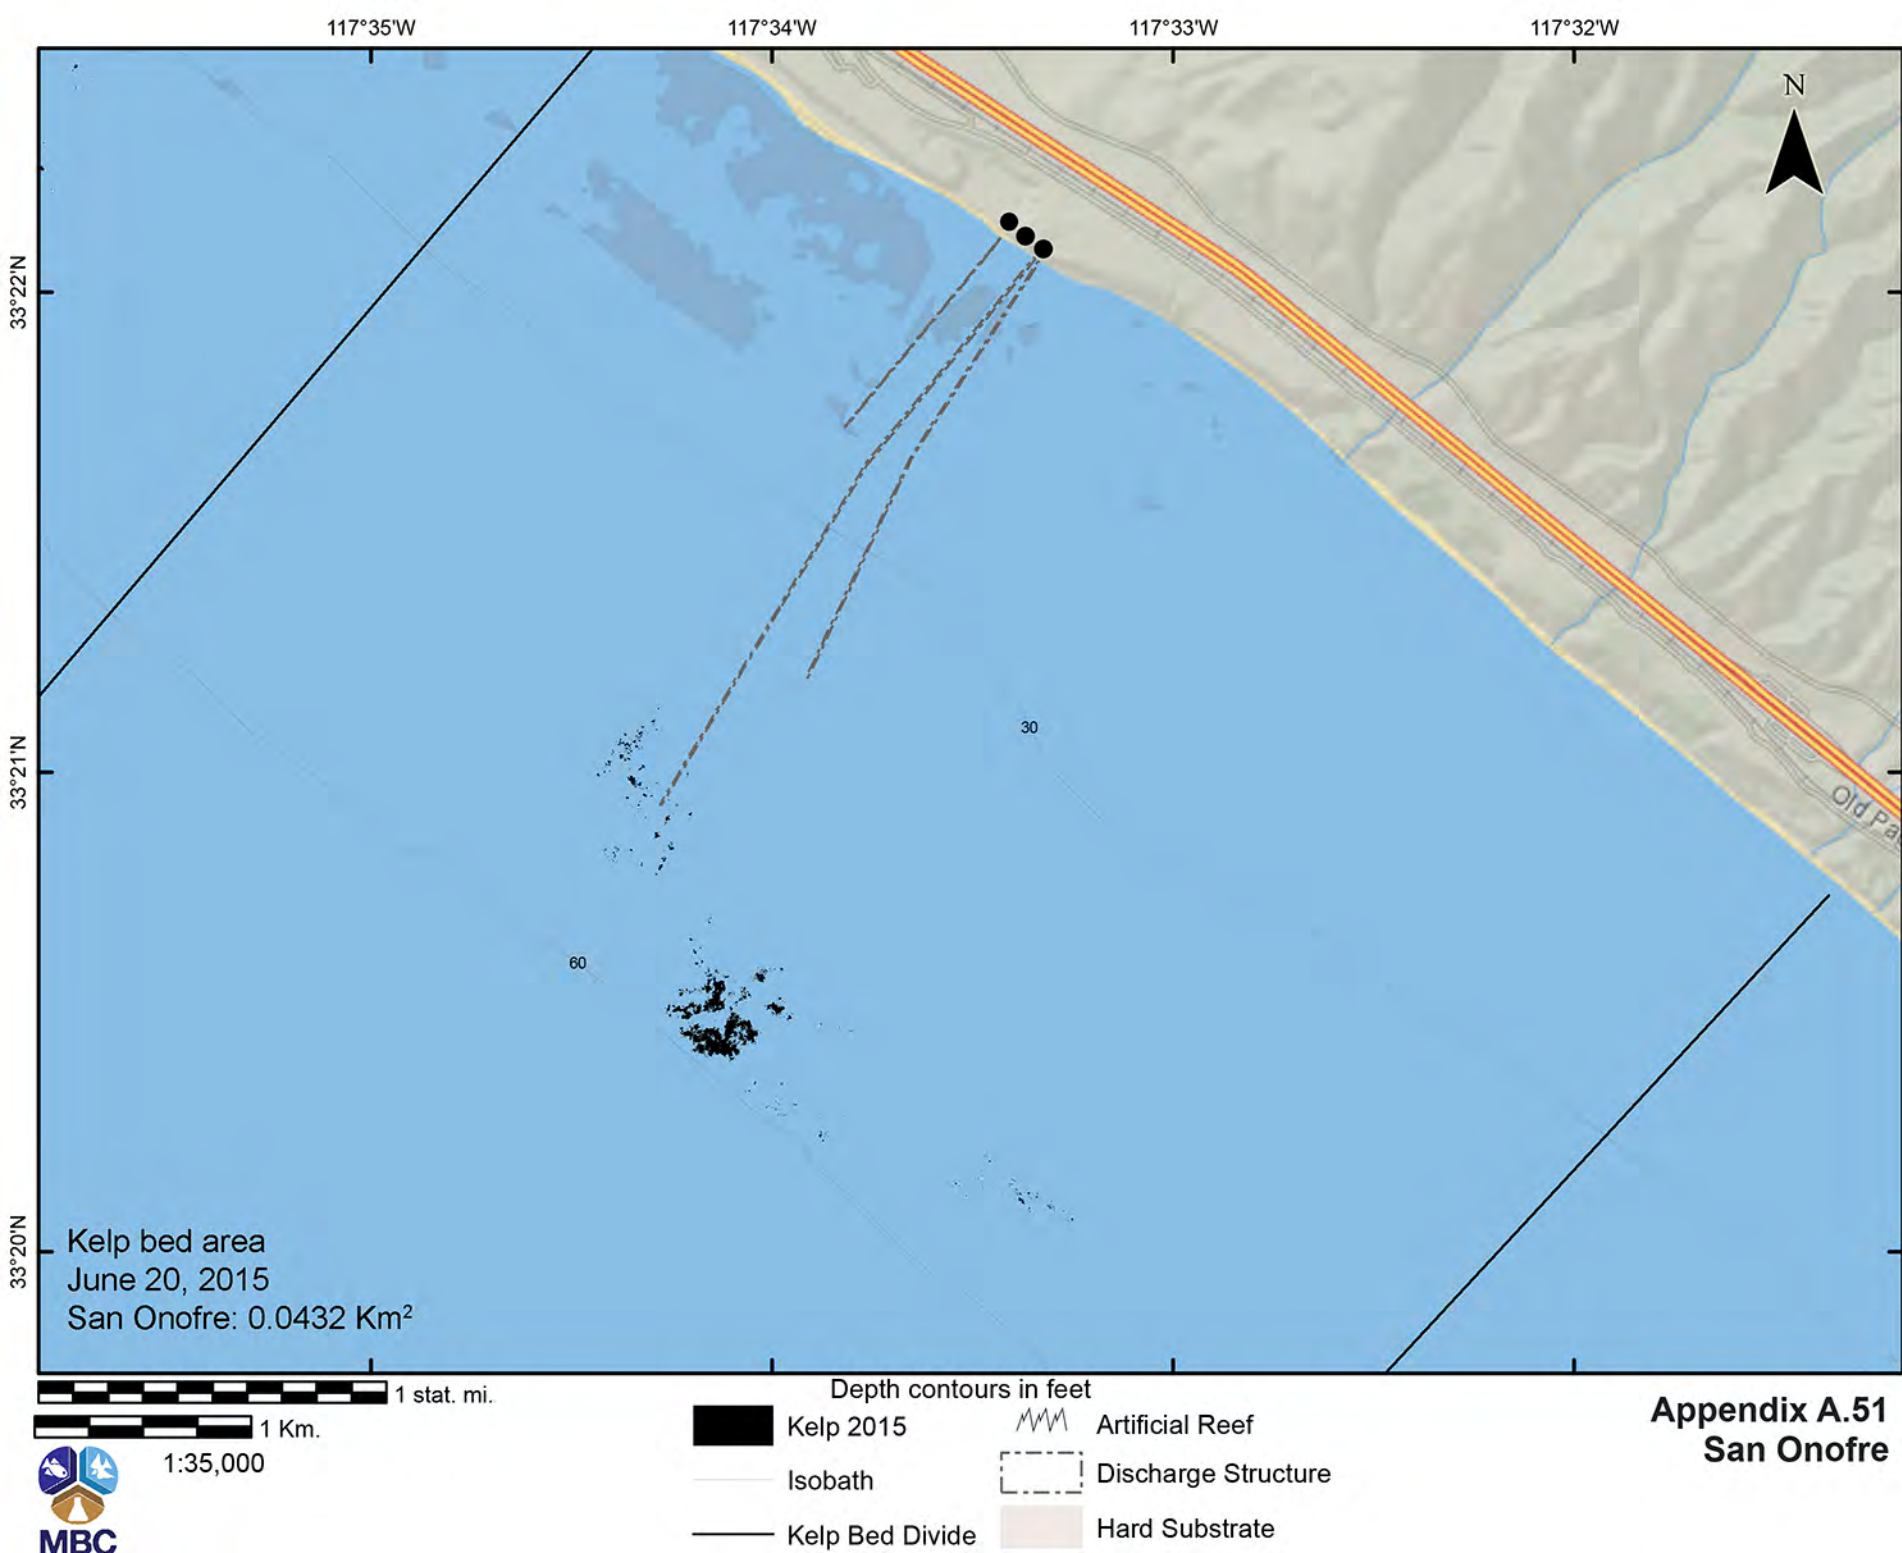 117°35'W
117°34'W
117°33'W
117°32'W
N
33°22'N
33°21'N
33°20'N
30
60
Old Pa
Kelp bed area
June 20, 2015
San Onofre: 0.0432 Km²
1 stat. mi.
1 Km.
1:35,000
MBC
Depth contours in feet
Kelp 2015
Isobath
Kelp Bed Divide
Artificial Reef
Discharge Structure
Hard Substrate
Appendix A.51
San Onofre